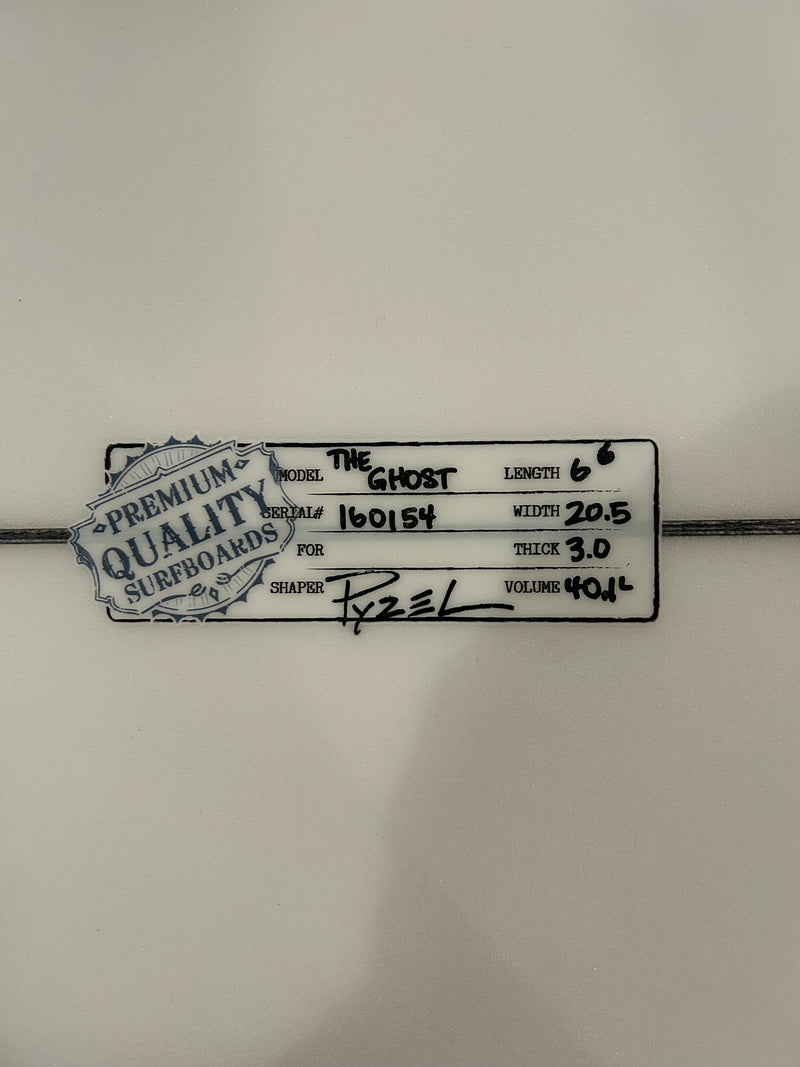 PREMIUM
QUALITY
SURFBOARDS
MODEL THE GHOST LENGTH 6 6
SERIAL# 160154 WIDTH 20.5
FOR THICK 3.0
SHAPER PYZEL VOLUME 40.1L